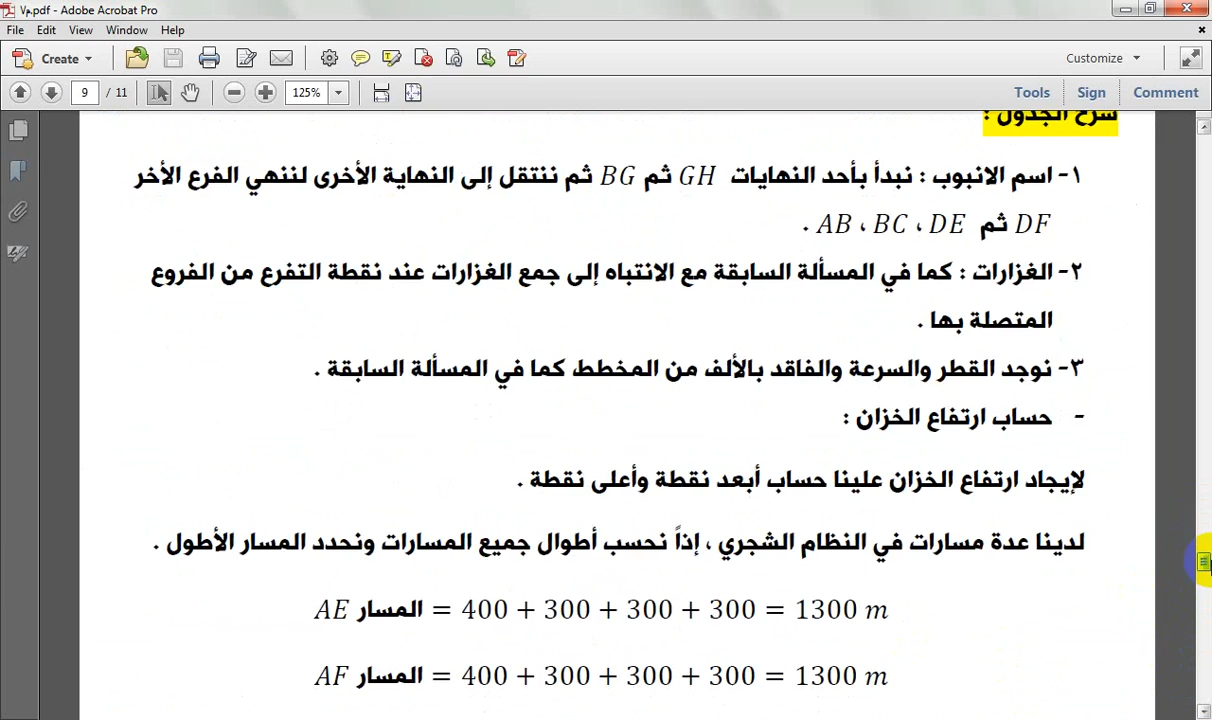 V8.pdf - Adobe Acrobat Pro
File Edit View Window Help
Create Customize
9 / 11 125% Tools Sign Comment
شرح الجدول :
١- اسم الانبوب : نبدأ بأحد النهايات GH ثم BG ثم ننتقل إلى النهاية الأخرى لننهي الفرع الأخر
DF ثم AB ، BC ، DE .
٢- الغزارات : كما في المسألة السابقة مع الانتباه إلى جمع الغزارات عند نقطة التفرع من الفروع
المتصلة بها .
٣- نوجد القطر والسرعة والفاقد بالألف من المخطط كما في المسألة السابقة .
- حساب ارتفاع الخزان :
لإيجاد ارتفاع الخزان علينا حساب أبعد نقطة وأعلى نقطة .
لدينا عدة مسارات في النظام الشجري ، إذاً نحسب أطوال جميع المسارات ونحدد المسار الأطول .
AE المسار = 400 + 300 + 300 + 300 = 1300 m
AF المسار = 400 + 300 + 300 + 300 = 1300 m